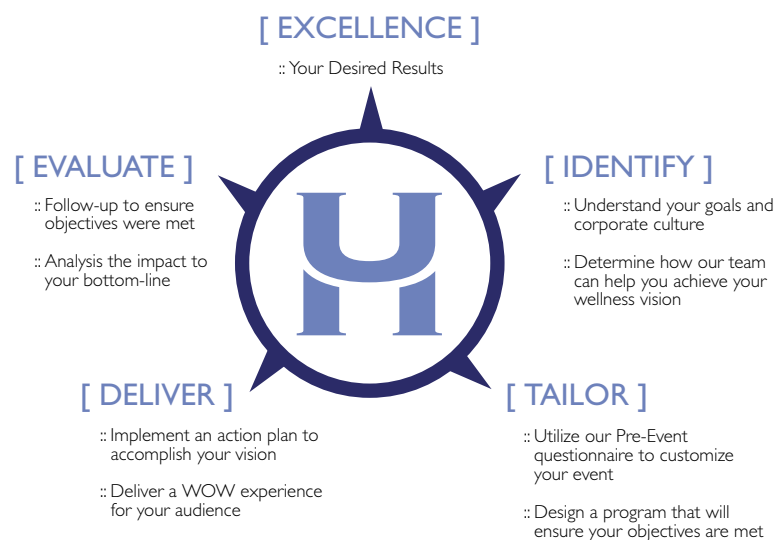 [ EXCELLENCE ]
:: Your Desired Results
[ EVALUATE ]
:: Follow-up to ensure
objectives were met
:: Analysis the impact to
your bottom-line
[ IDENTIFY ]
:: Understand your goals and
corporate culture
:: Determine how our team
can help you achieve your
wellness vision
H
[ DELIVER ]
:: Implement an action plan to
accomplish your vision
:: Deliver a WOW experience
for your audience
[ TAILOR ]
:: Utilize our Pre-Event
questionnaire to customize
your event
:: Design a program that will
ensure your objectives are met